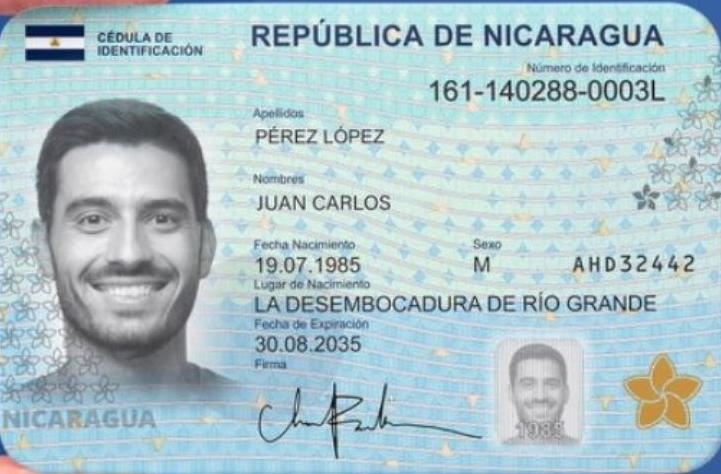 CÉDULA DE
IDENTIFICACIÓN
REPÚBLICA DE NICARAGUA
Número de Identificación
161-140288-0003L
Apellidos
PÉREZ LÓPEZ
Nombres
JUAN CARLOS
Fecha Nacimiento Sexo
19.07.1985 M AHD32442
Lugar de Nacimiento
LA DESEMBOCADURA DE RÍO GRANDE
Fecha de Expiración
30.08.2035
Firma
NICARAGUA
1985